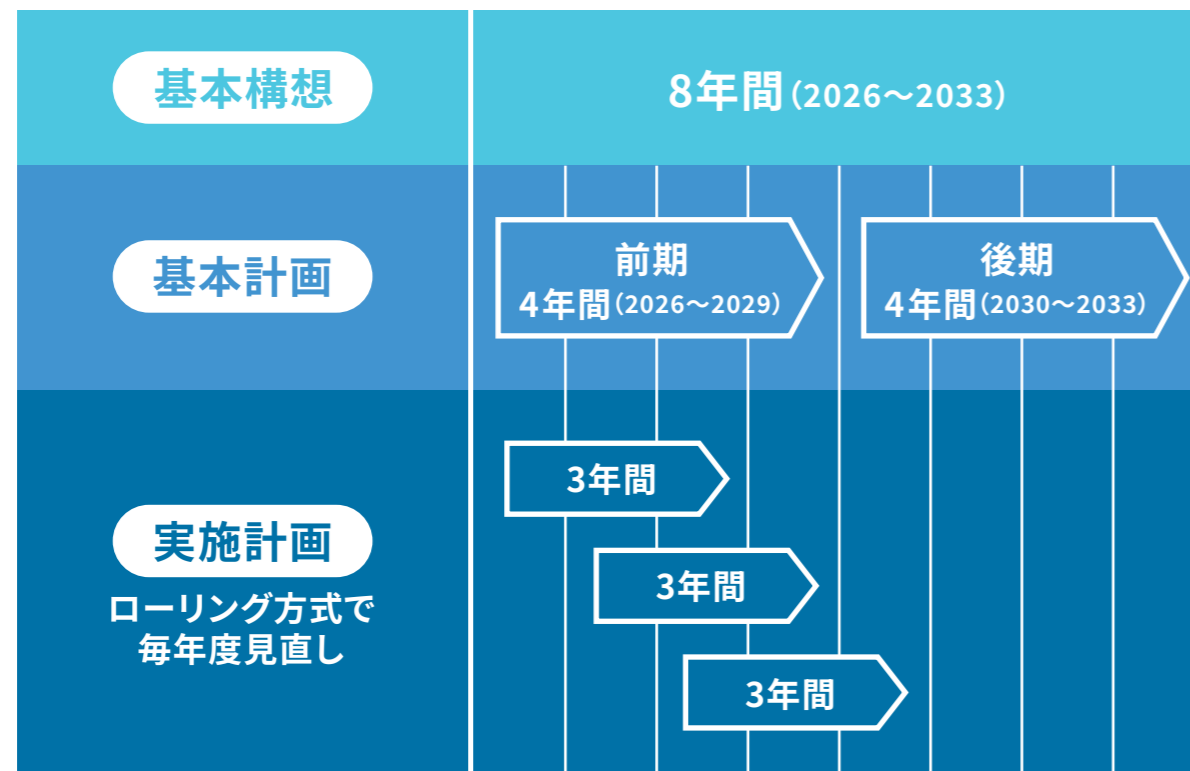 基本構想
8年間（2026〜2033）
基本計画
前期
4年間（2026〜2029）
後期
4年間（2030〜2033）
実施計画
ローリング方式で
毎年度見直し
3年間
3年間
3年間